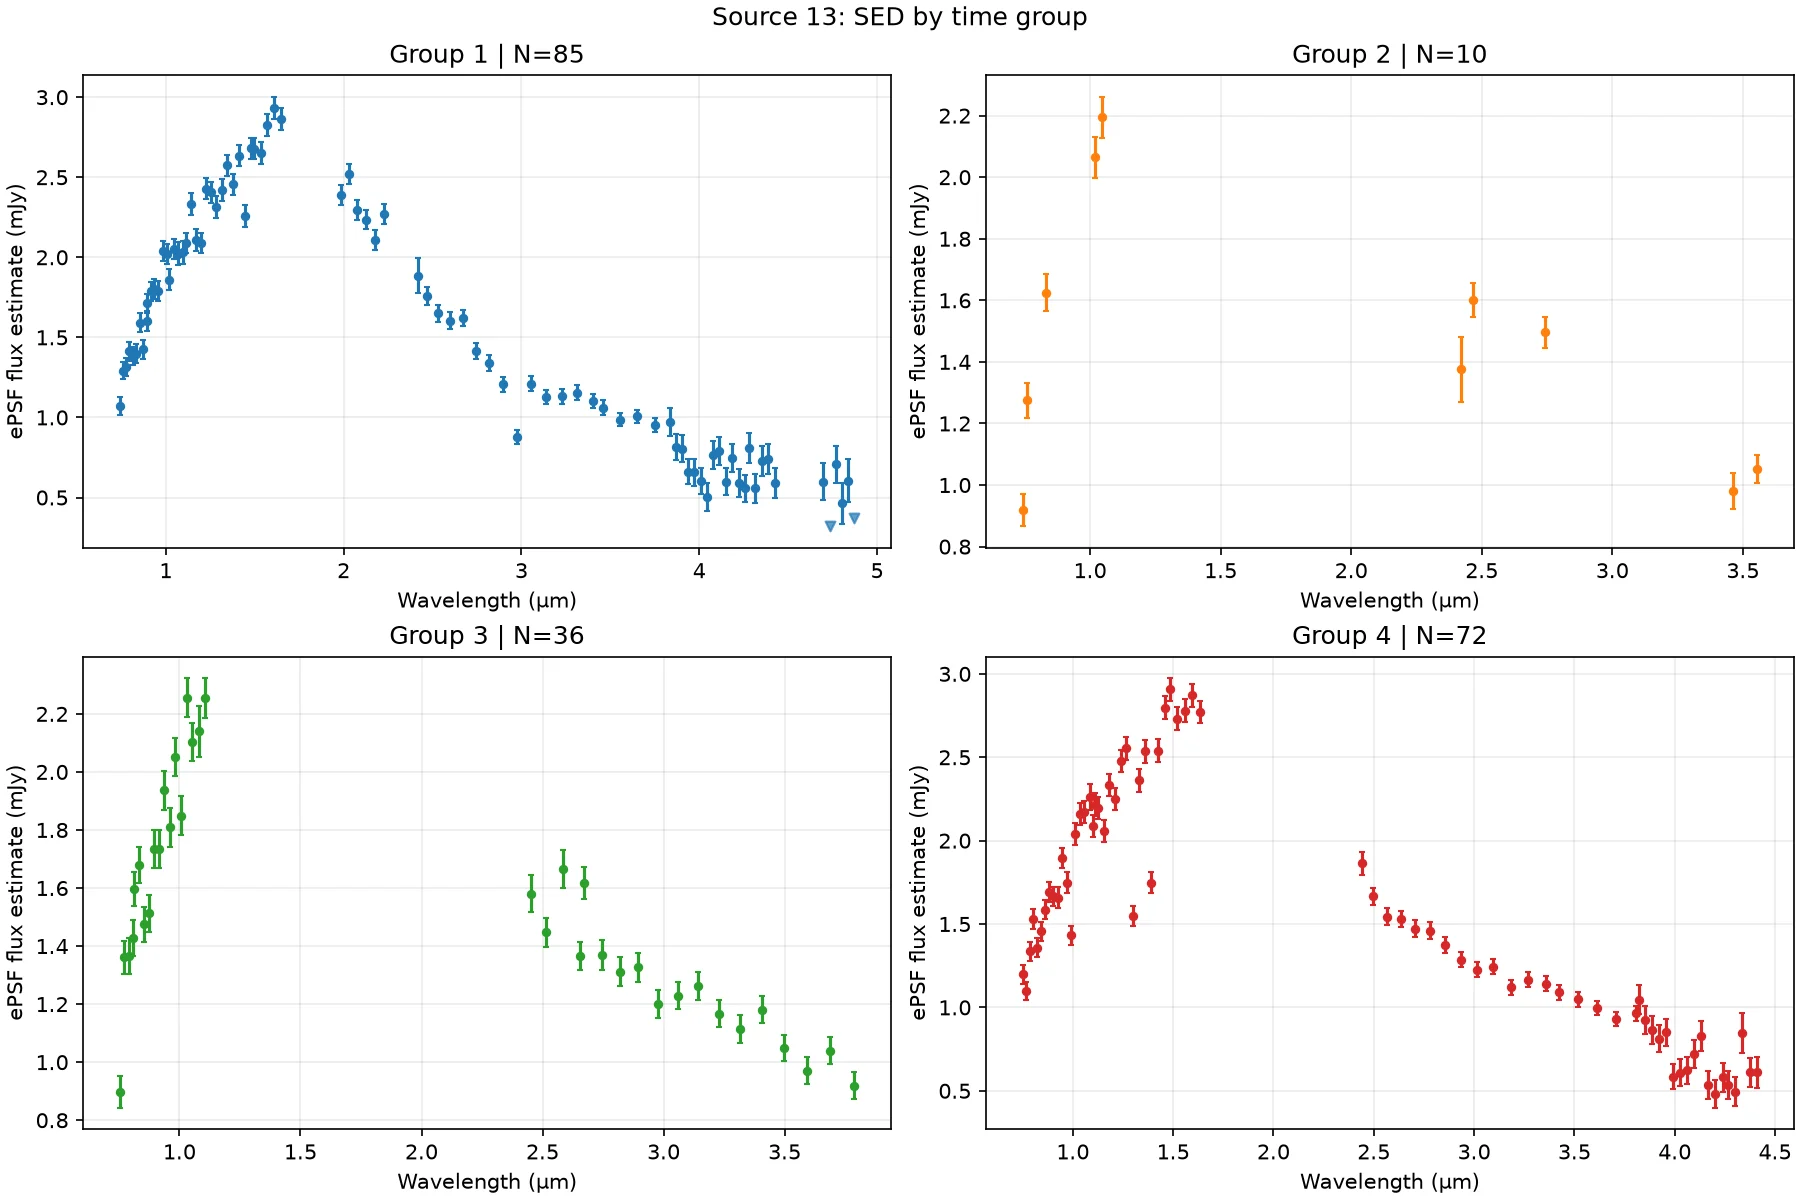 Source 13: SED by time group
Group 1 | N=85
ePSF flux estimate (mJy)
3.0
2.5
2.0
1.5
1.0
0.5
1 2 3 4 5
Wavelength (µm)
Group 2 | N=10
ePSF flux estimate (mJy)
2.2
2.0
1.8
1.6
1.4
1.2
1.0
0.8
1.0 1.5 2.0 2.5 3.0 3.5
Wavelength (µm)
Group 3 | N=36
ePSF flux estimate (mJy)
2.2
2.0
1.8
1.6
1.4
1.2
1.0
0.8
1.0 1.5 2.0 2.5 3.0 3.5
Wavelength (µm)
Group 4 | N=72
ePSF flux estimate (mJy)
3.0
2.5
2.0
1.5
1.0
0.5
1.0 1.5 2.0 2.5 3.0 3.5 4.0 4.5
Wavelength (µm)